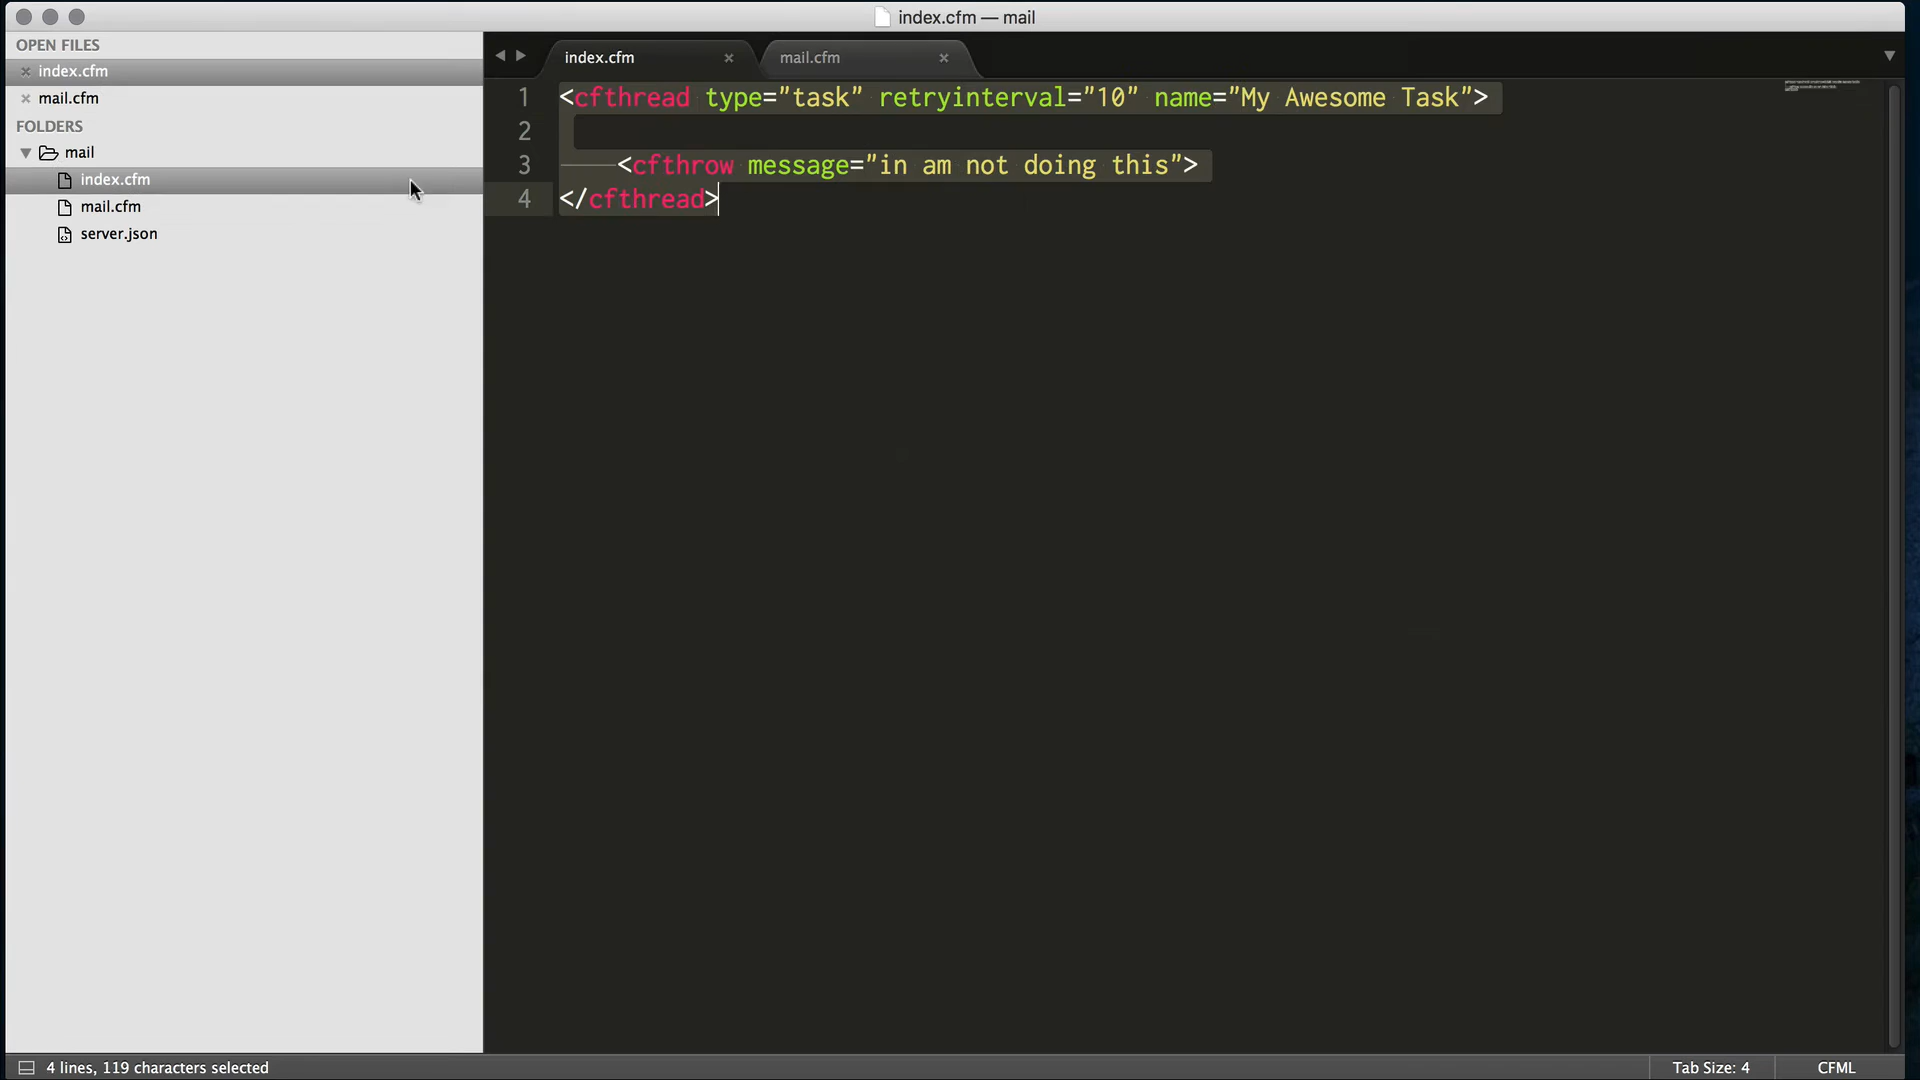 index.cfm — mail
OPEN FILES
index.cfm
mail.cfm
FOLDERS
mail
index.cfm
mail.cfm
server.json
index.cfm
mail.cfm
1 <cfthread type="task" retryinterval="10" name="My Awesome Task">
2
3 <cfthrow message="in am not doing this">
4 </cfthread>
4 lines, 119 characters selected
Tab Size: 4
CFML